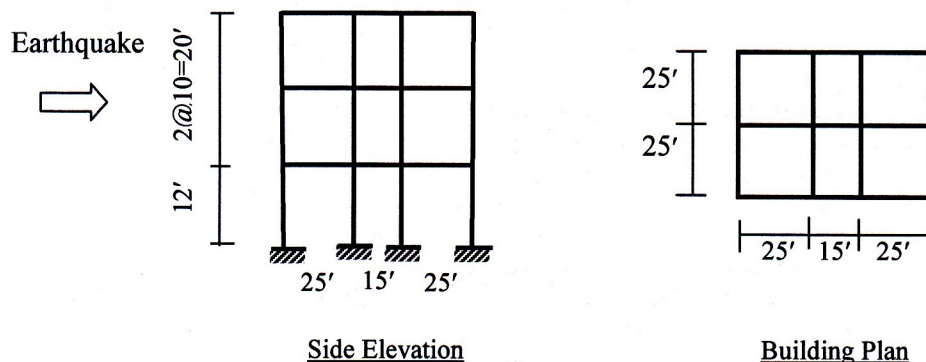 Earthquake
2@10=20'
12'
25' 15' 25'
Side Elevation
25'
25'
25' 15' 25'
Building Plan